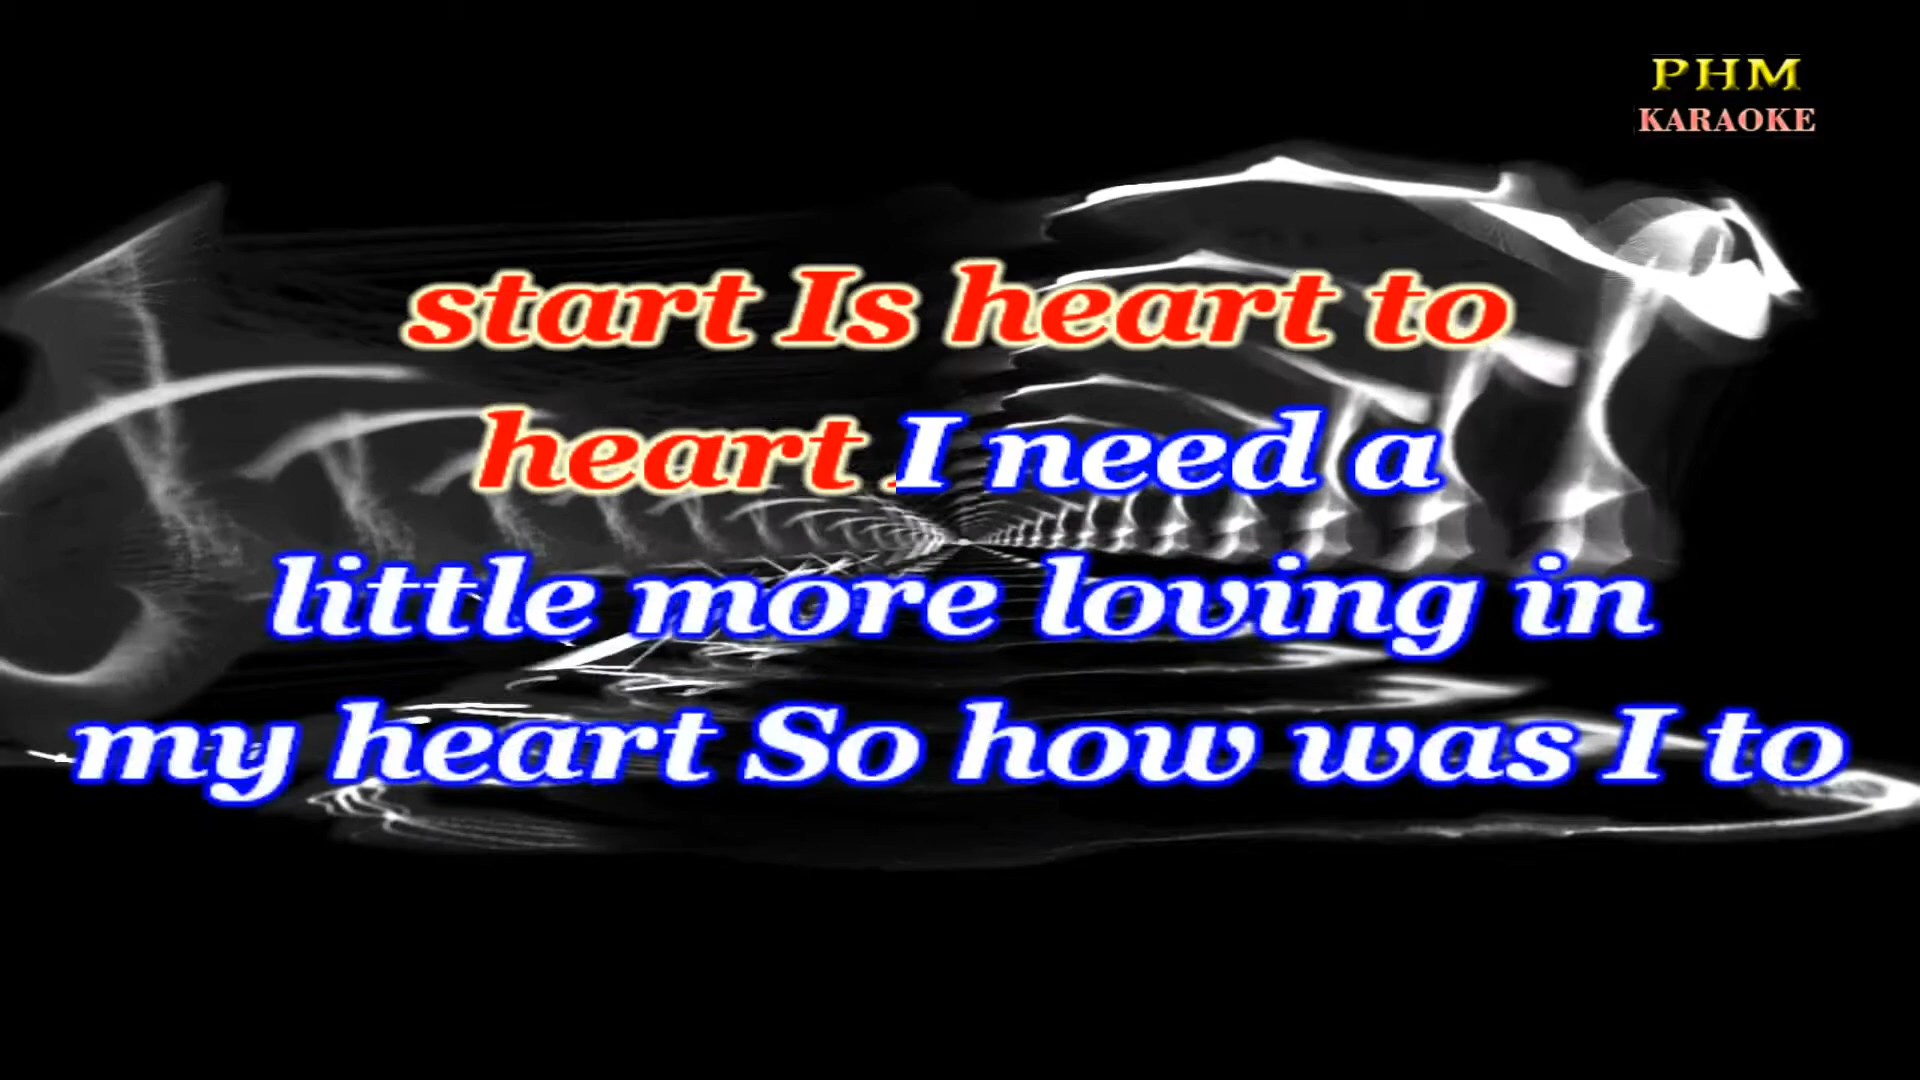 PHM
KARAOKE
start Is heart to
heart I need a
little more loving in
my heart So how was I to